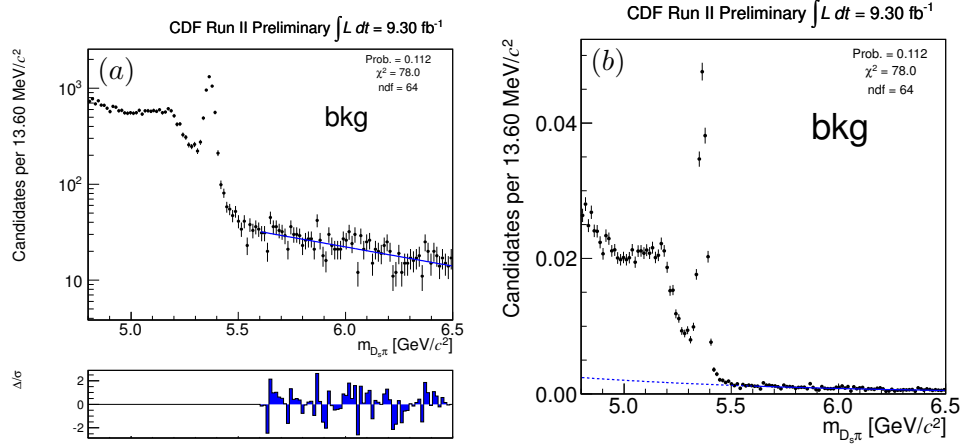 CDF Run II Preliminary ∫L dt = 9.30 fb⁻¹
(a)
Prob. = 0.112
χ² = 78.0
ndf = 64
bkg
Candidates per 13.60 MeV/c²
10³
10²
10
5.0 5.5 6.0 6.5
m_{D_sπ} [GeV/c²]
Δ/σ
2
0
-2
CDF Run II Preliminary ∫L dt = 9.30 fb⁻¹
(b)
Prob. = 0.112
χ² = 78.0
ndf = 64
bkg
Candidates per 13.60 MeV/c²
0.04
0.02
0.00
5.0 5.5 6.0 6.5
m_{D_sπ} [GeV/c²]